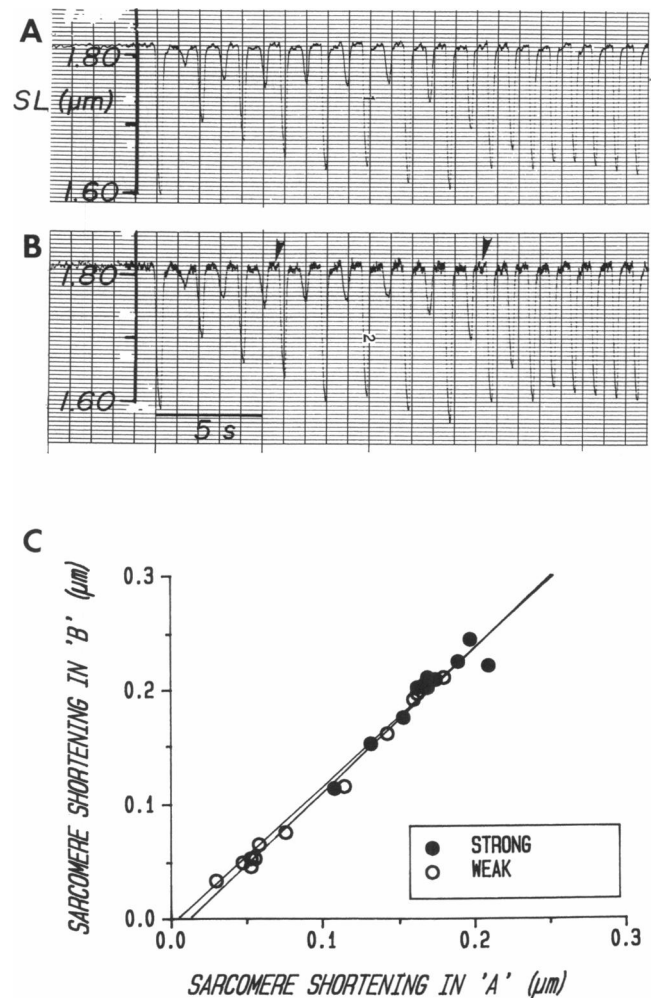 A
1.80
SL (µm)
1.60
B
1.80
2
1.60
5 s
C
SARCOMERE SHORTENING IN 'B' (µm)
0.3
0.2
0.1
0.0
0.0
0.1
0.2
0.3
STRONG
WEAK
SARCOMERE SHORTENING IN 'A' (µm)